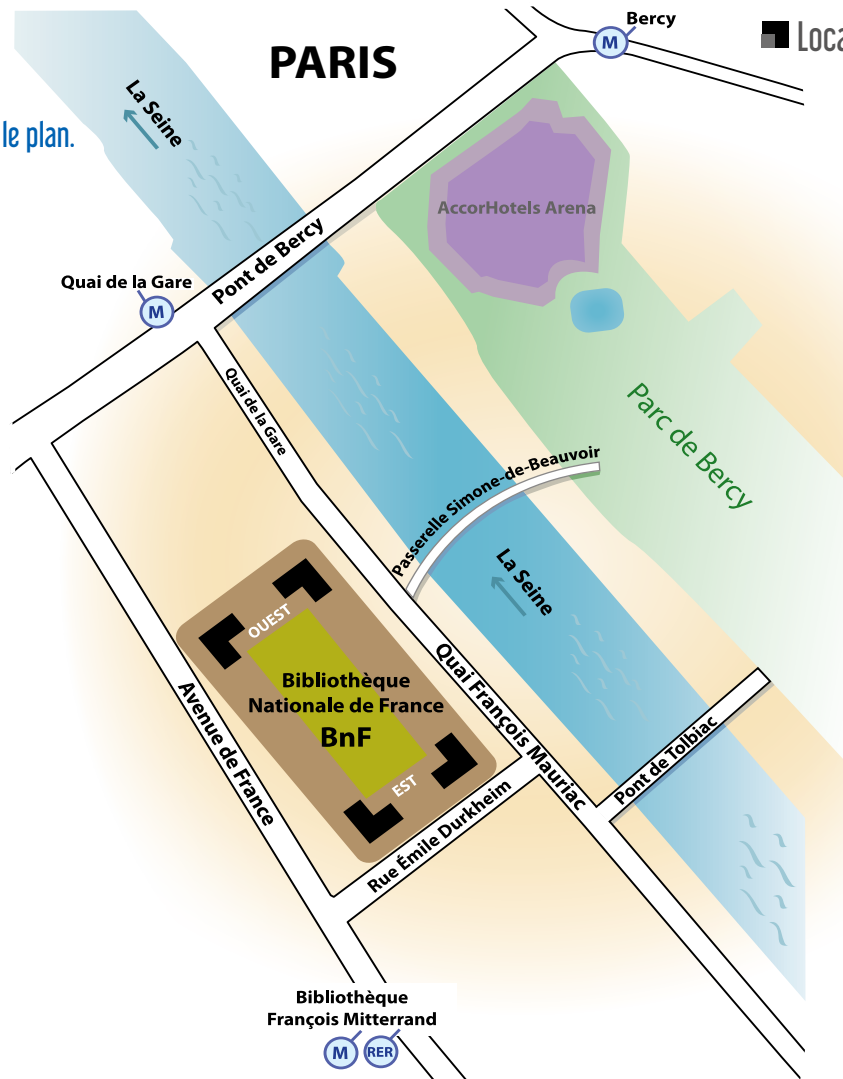 Bercy
Loca
PARIS
La Seine
le plan.
AccorHotels Arena
Pont de Bercy
Quai de la Gare
M
M
Quai de la Gare
Parc de Bercy
Passerelle Simone-de-Beauvoir
La Seine
OUEST
Bibliothèque
Nationale de France
BnF
EST
Quai François Mauriac
Avenue de France
Pont de Tolbiac
Rue Émile Durkheim
Bibliothèque
François Mitterrand
M
RER